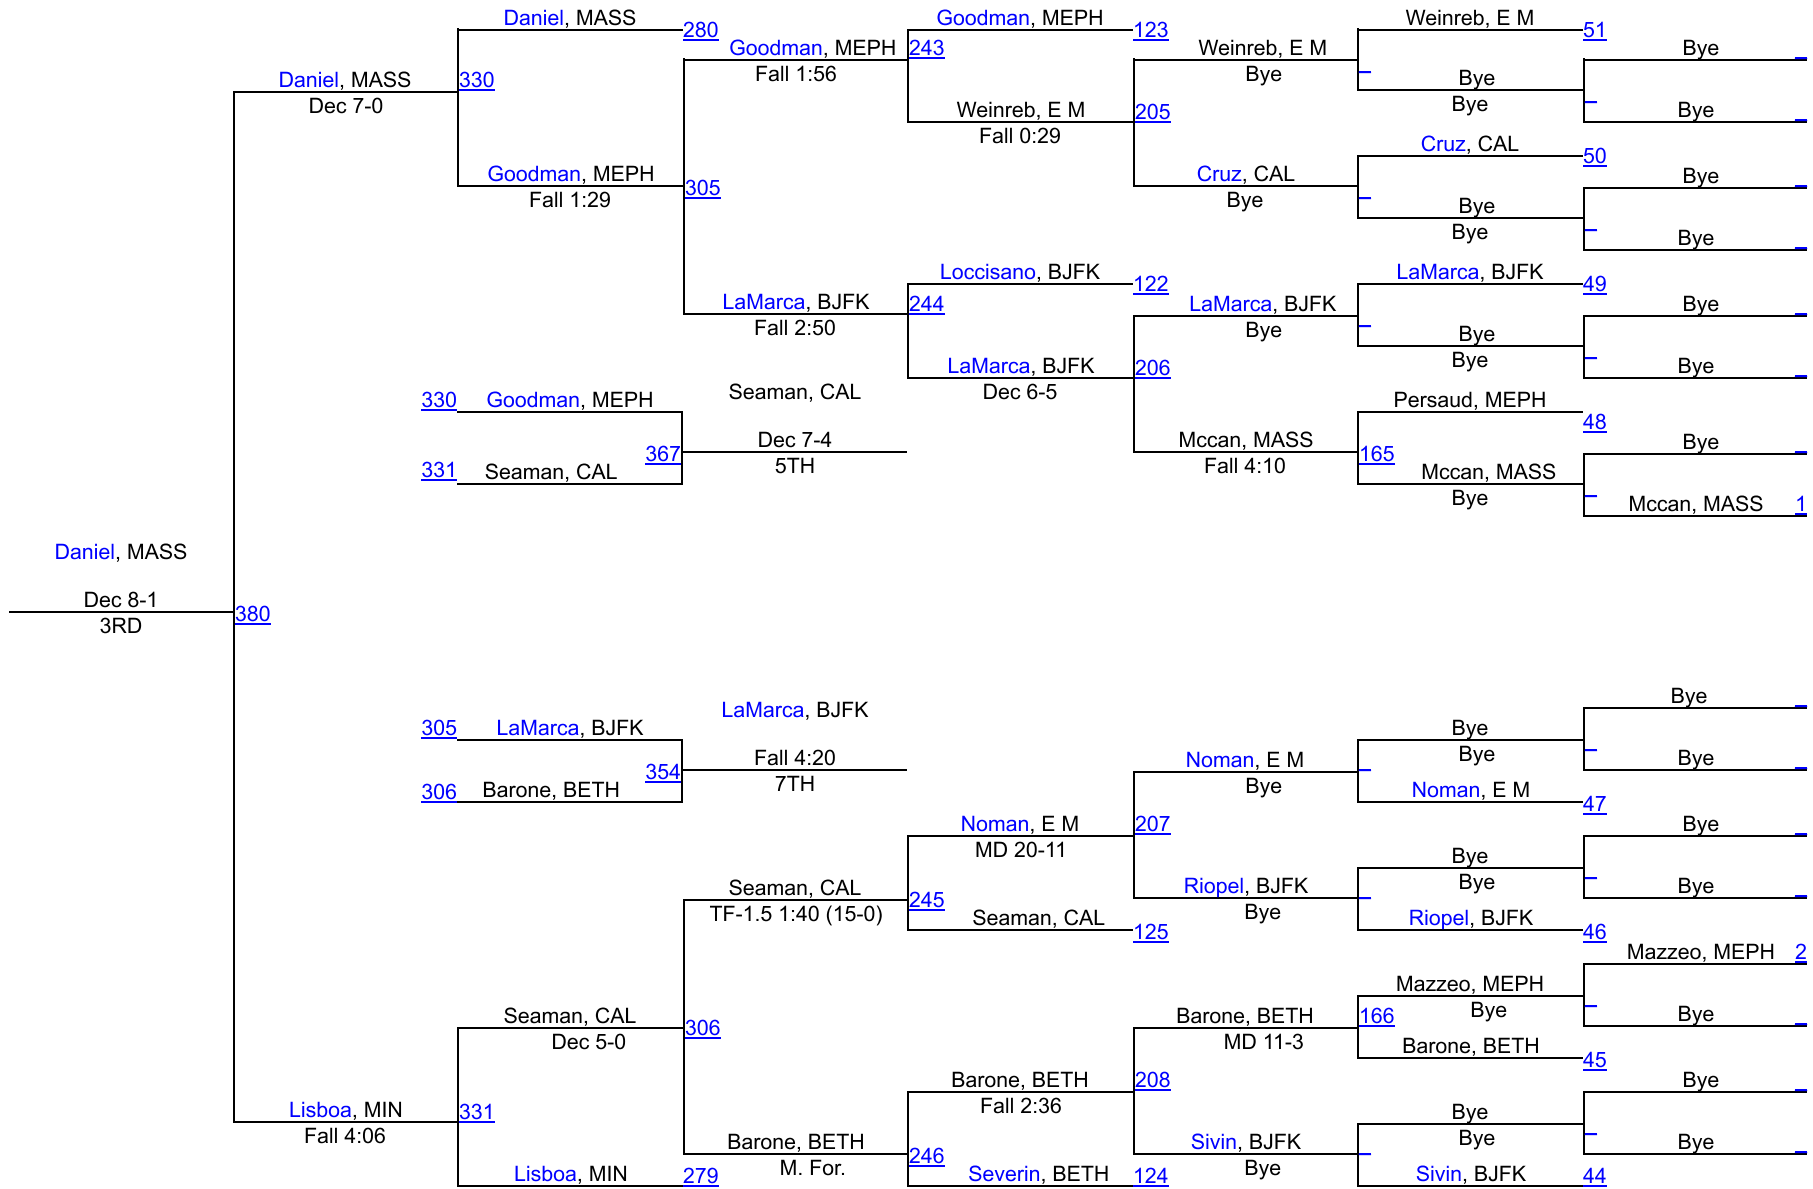 Daniel, MASS
280
Goodman, MEPH
123
Weinreb, E M
51
Goodman, MEPH
243
Fall 1:56
Weinreb, E M
Bye
Bye
Daniel, MASS
330
Dec 7-0
Bye
Bye
Weinreb, E M
205
Fall 0:29
Bye
Cruz, CAL
50
Goodman, MEPH
305
Fall 1:29
Cruz, CAL
Bye
Bye
Bye
Bye
Bye
Loccisano, BJFK
122
LaMarca, BJFK
49
LaMarca, BJFK
244
Fall 2:50
LaMarca, BJFK
Bye
Bye
Bye
Bye
Bye
LaMarca, BJFK
206
Dec 6-5
Seaman, CAL
330
Goodman, MEPH
Persaud, MEPH
48
Dec 7-4
5TH
367
Mccan, MASS
165
Fall 4:10
Bye
331
Seaman, CAL
Mccan, MASS
Bye
Mccan, MASS
1
Daniel, MASS
Dec 8-1
3RD
380
Bye
LaMarca, BJFK
305
LaMarca, BJFK
Bye
Bye
Fall 4:20
7TH
354
Noman, E M
Bye
Bye
306
Barone, BETH
Noman, E M
47
Noman, E M
207
MD 20-11
Bye
Bye
Bye
Seaman, CAL
245
TF-1.5 1:40 (15-0)
Riopel, BJFK
Bye
Bye
Seaman, CAL
125
Riopel, BJFK
46
Mazzeo, MEPH
2
Mazzeo, MEPH
Bye
Seaman, CAL
306
Dec 5-0
Barone, BETH
166
MD 11-3
Bye
Barone, BETH
45
Barone, BETH
208
Fall 2:36
Bye
Lisboa, MIN
331
Fall 4:06
Bye
Bye
Barone, BETH
246
M. For.
Sivin, BJFK
Bye
Bye
Lisboa, MIN
279
Severin, BETH
124
Sivin, BJFK
44